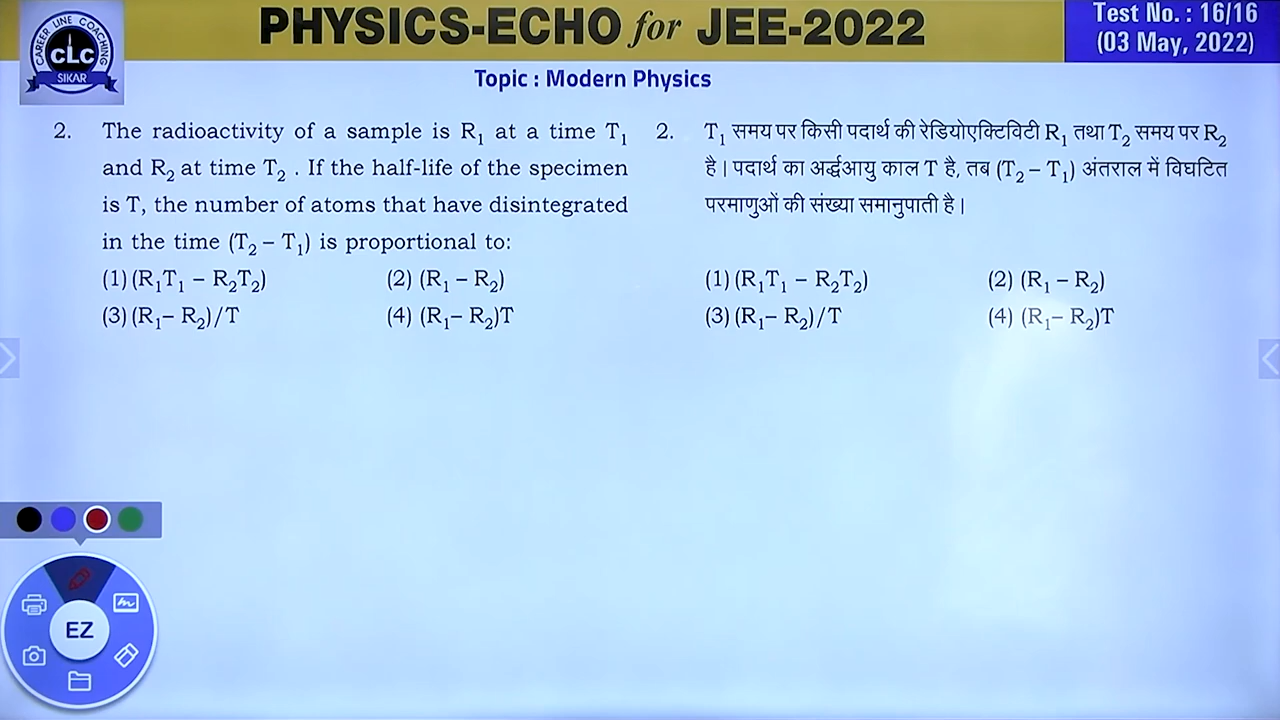 PHYSICS-ECHO for JEE-2022
Test No. : 16/16
(03 May, 2022)
CAREER LINE COACHING
CLC
SIKAR
Topic : Modern Physics
2. The radioactivity of a sample is R₁ at a time T₁
and R₂ at time T₂ . If the half-life of the specimen
is T, the number of atoms that have disintegrated
in the time (T₂ – T₁) is proportional to:
(1) (R₁T₁ – R₂T₂) (2) (R₁ – R₂)
(3) (R₁– R₂)/T (4) (R₁– R₂)T
2. T₁ समय पर किसी पदार्थ की रेडियोएक्टिविटी R₁ तथा T₂ समय पर R₂
है। पदार्थ का अर्द्धआयु काल T है, तब (T₂ – T₁) अंतराल में विघटित
परमाणुओं की संख्या समानुपाती है।
(1) (R₁T₁ – R₂T₂) (2) (R₁ – R₂)
(3) (R₁– R₂)/T (4) (R₁– R₂)T
EZ